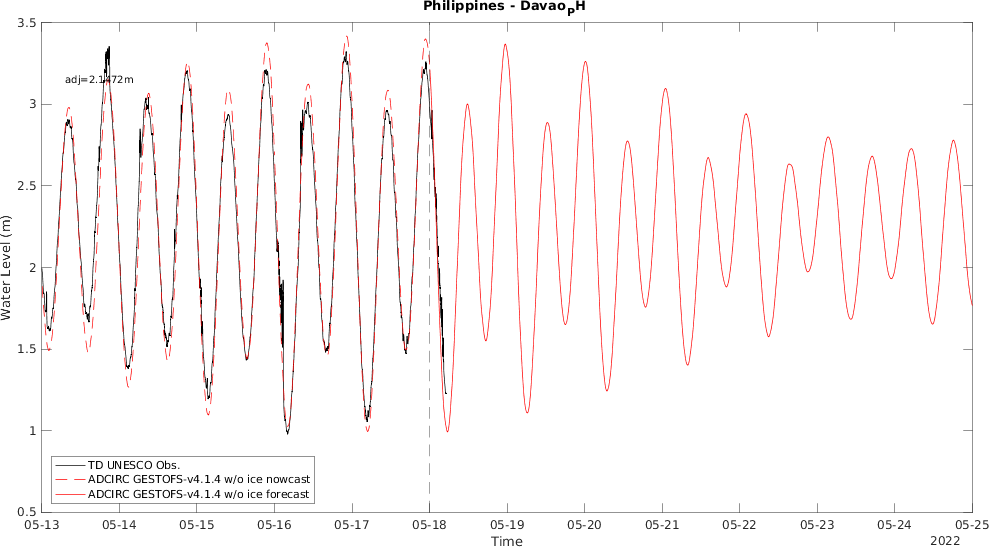 Philippines - DavaoₚH
3.5
adj=2.1472m
3
2.5
Water Level (m)
2
1.5
1
0.5
TD UNESCO Obs.
ADCIRC GESTOFS-v4.1.4 w/o ice nowcast
ADCIRC GESTOFS-v4.1.4 w/o ice forecast
05-13 05-14 05-15 05-16 05-17 05-18 05-19 05-20 05-21 05-22 05-23 05-24 05-25
Time
2022